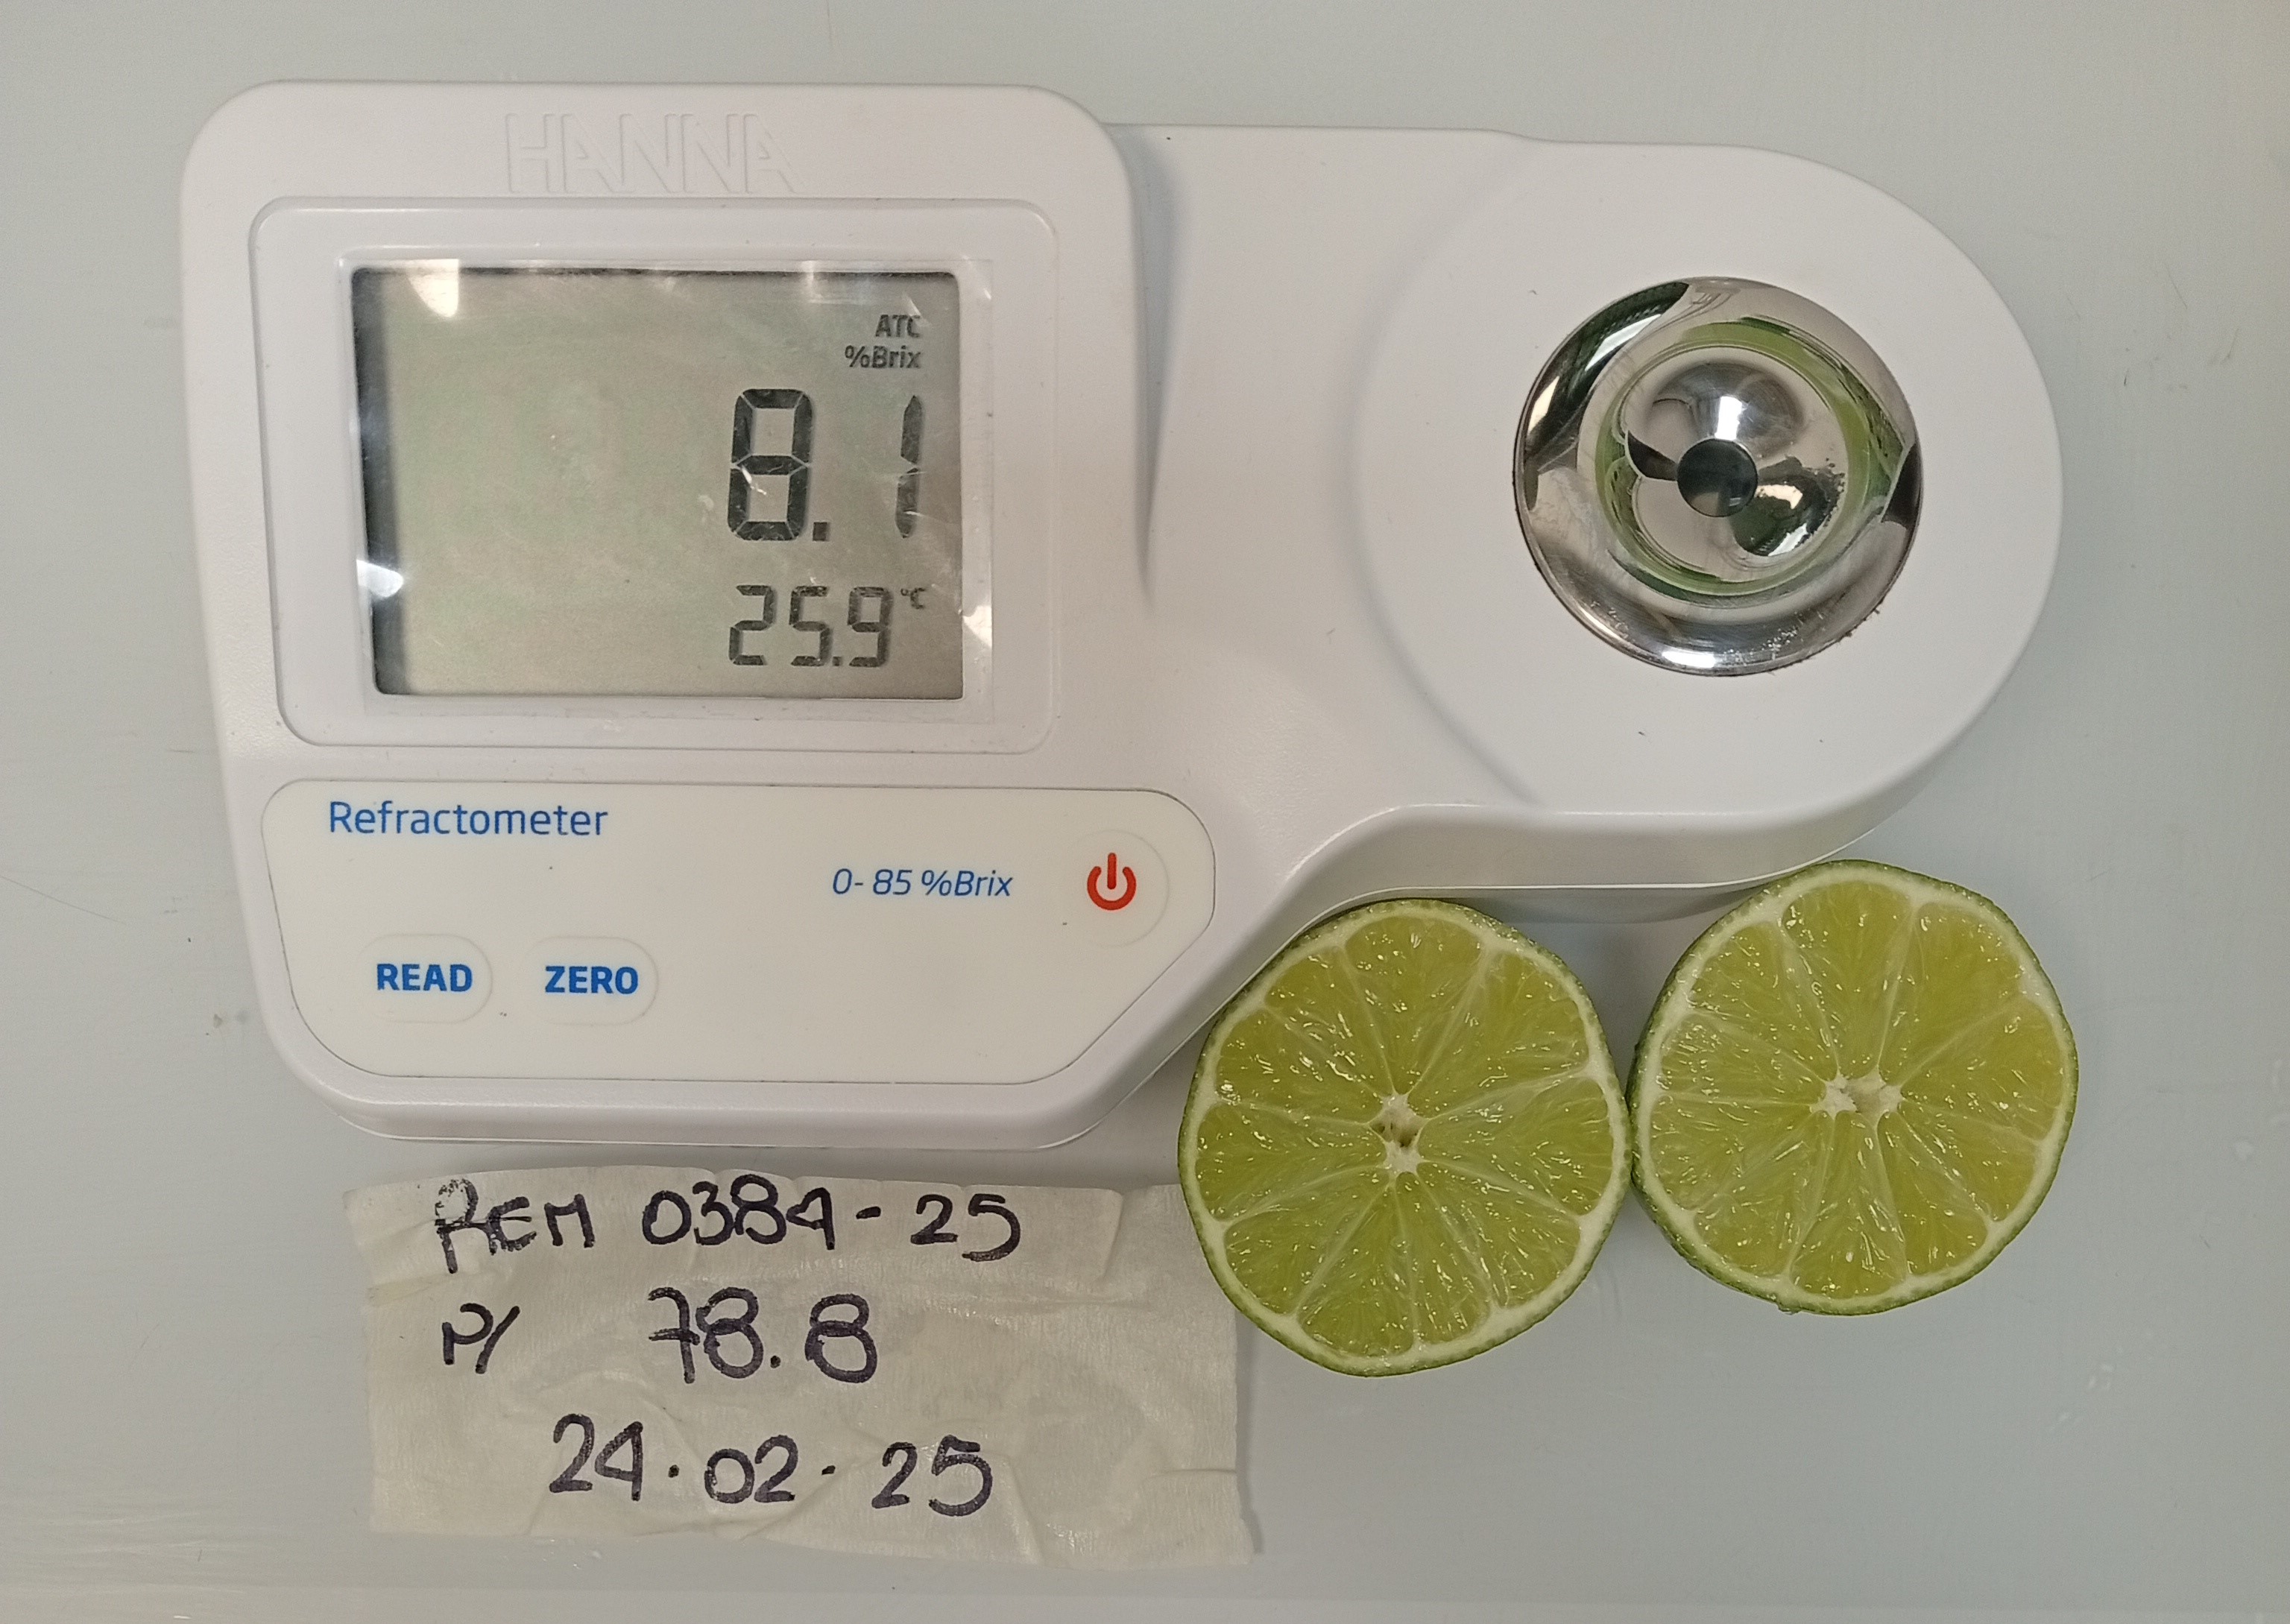 HANNA
ATC
%Brix
8.1
25.9°C
Refractometer
0- 85 %Brix
READ ZERO
REM 0384-25
P/ 78.8
24.02.25